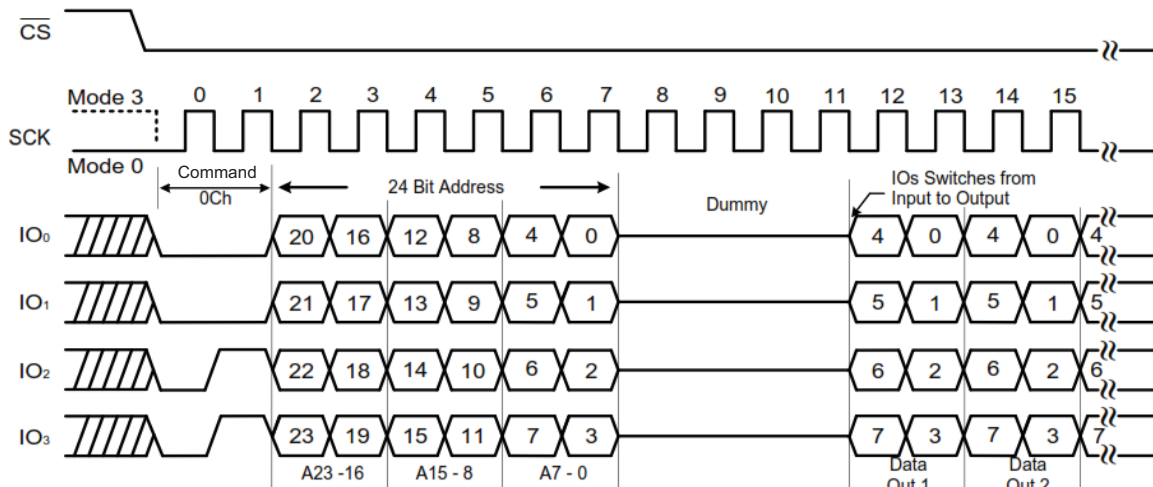 CS
Mode 3 0 1 2 3 4 5 6 7 8 9 10 11 12 13 14 15
SCK
Mode 0
Command 24 Bit Address IOs Switches from
0Ch Dummy Input to Output
IO₀ 20 16 12 8 4 0 4 0 4 0 4
IO₁ 21 17 13 9 5 1 5 1 5 1 5
IO₂ 22 18 14 10 6 2 6 2 6 2 6
IO₃ 23 19 15 11 7 3 7 3 7 3 7
A23 -16 A15 - 8 A7 - 0 Data Data
Out 1 Out 2